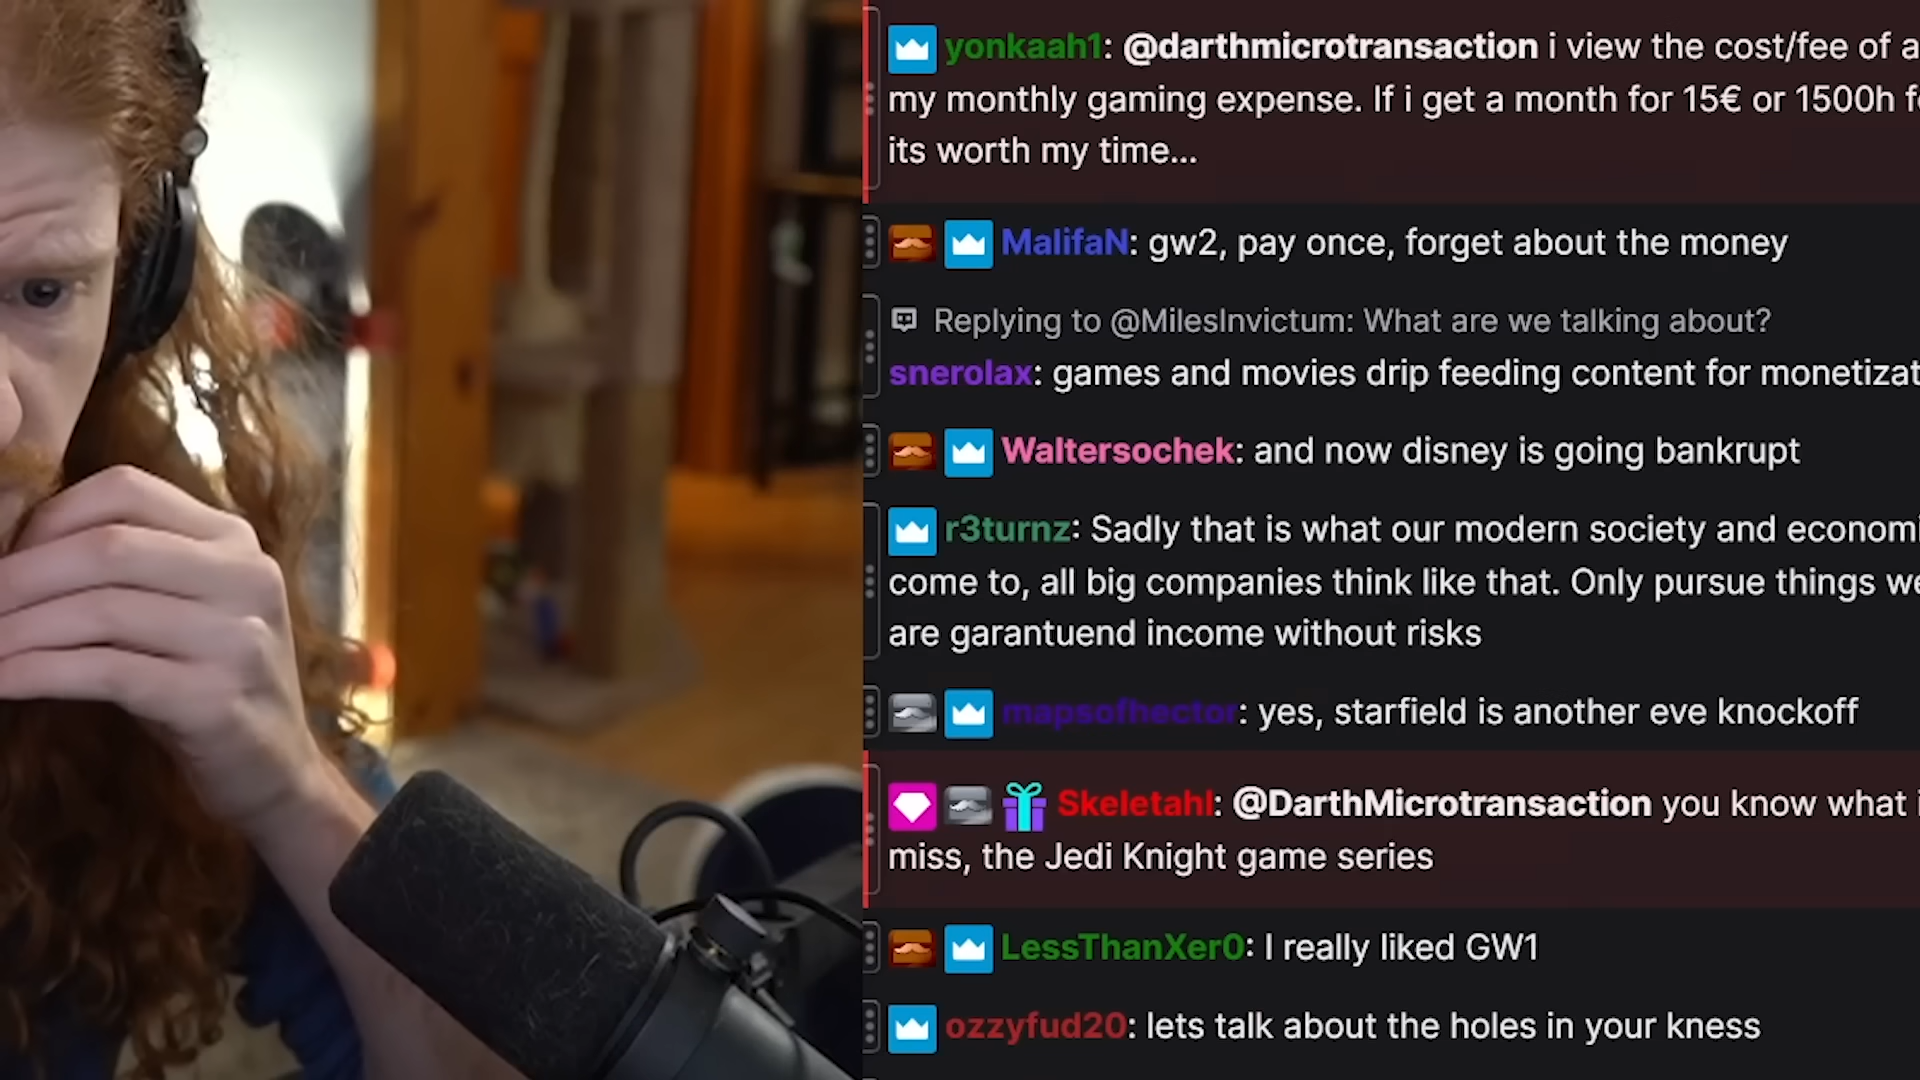 yonkaah1: @darthmicrotransaction i view the cost/fee of a
my monthly gaming expense. If i get a month for 15€ or 1500h
its worth my time...
MalifaN: gw2, pay once, forget about the money
Replying to @MilesInvictum: What are we talking about?
snerolax: games and movies drip feeding content for monetizat
Waltersochek: and now disney is going bankrupt
r3turnz: Sadly that is what our modern society and economi
come to, all big companies think like that. Only pursue things we
are garantuend income without risks
mapsofhector: yes, starfield is another eve knockoff
Skeletahl: @DarthMicrotransaction you know what i
miss, the Jedi Knight game series
LessThanXer0: I really liked GW1
ozzyfud20: lets talk about the holes in your kness